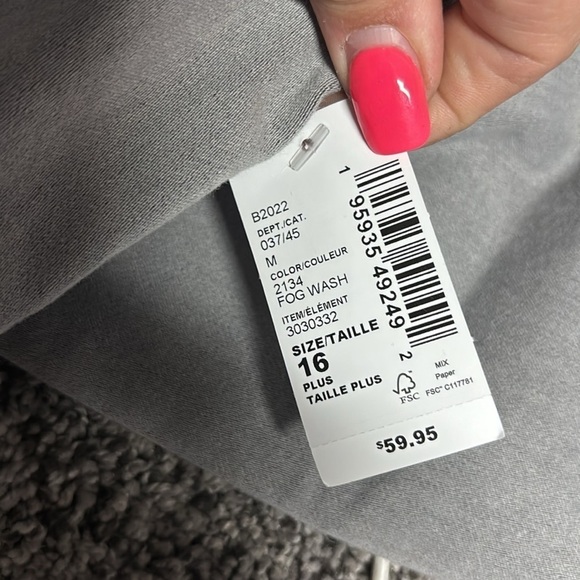 B2022
DEPT./CAT.
037/45
M
COLOR/COULEUR
2134
FOG WASH
ITEM/ÉLÉMENT
3030332
SIZE/TAILLE
16
PLUS
TAILLE PLUS
1 95935 49249 2
FSC
MIX
Paper
FSC® C117781
$59.95